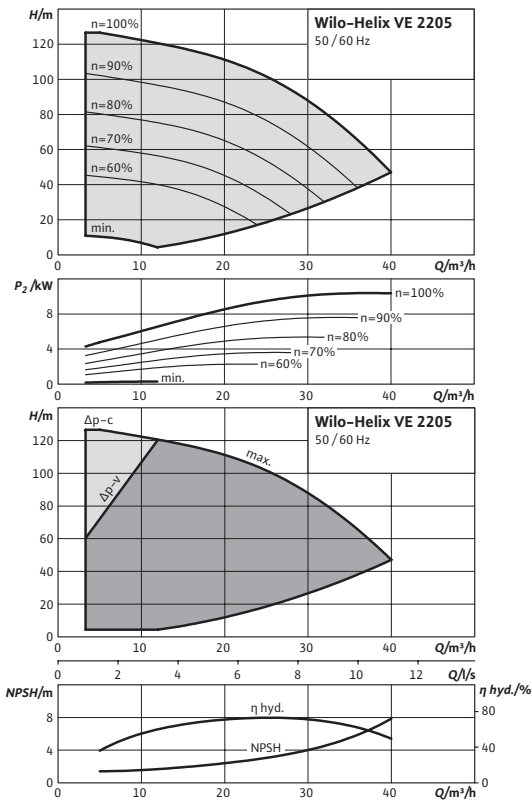 H/m
Wilo-Helix VE 2205
50 / 60 Hz
n=100%
120
n=90%
100
n=80%
80
n=70%
60
n=60%
40
20
min.
0
0 10 20 30 40 Q/m³/h
P₂ /kW
n=100%
8
n=90%
n=80%
4
n=70%
n=60%
min.
0
0 10 20 30 40 Q/m³/h
H/m
Δp-c
Wilo-Helix VE 2205
50 / 60 Hz
120
max.
100
Δp-v
80
60
40
20
0
0 10 20 30 40 Q/m³/h
0 2 4 6 8 10 12 Q/l/s
NPSH/m
η hyd./%
η hyd.
8
80
NPSH
4
40
0
0
0 10 20 30 40 Q/m³/h